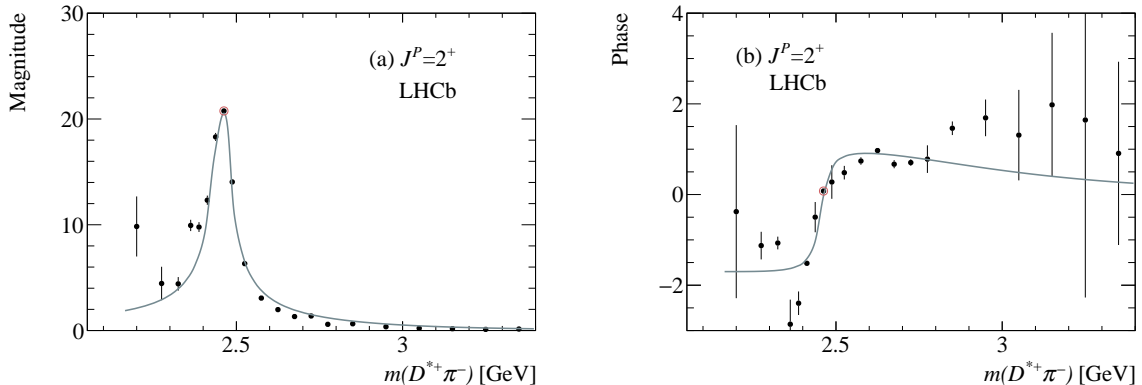 Magnitude
30
20
10
0
(a) J^P=2^+
LHCb
2.5
3
m(D^{*+}π^−) [GeV]
Phase
4
2
0
−2
(b) J^P=2^+
LHCb
2.5
3
m(D^{*+}π^−) [GeV]